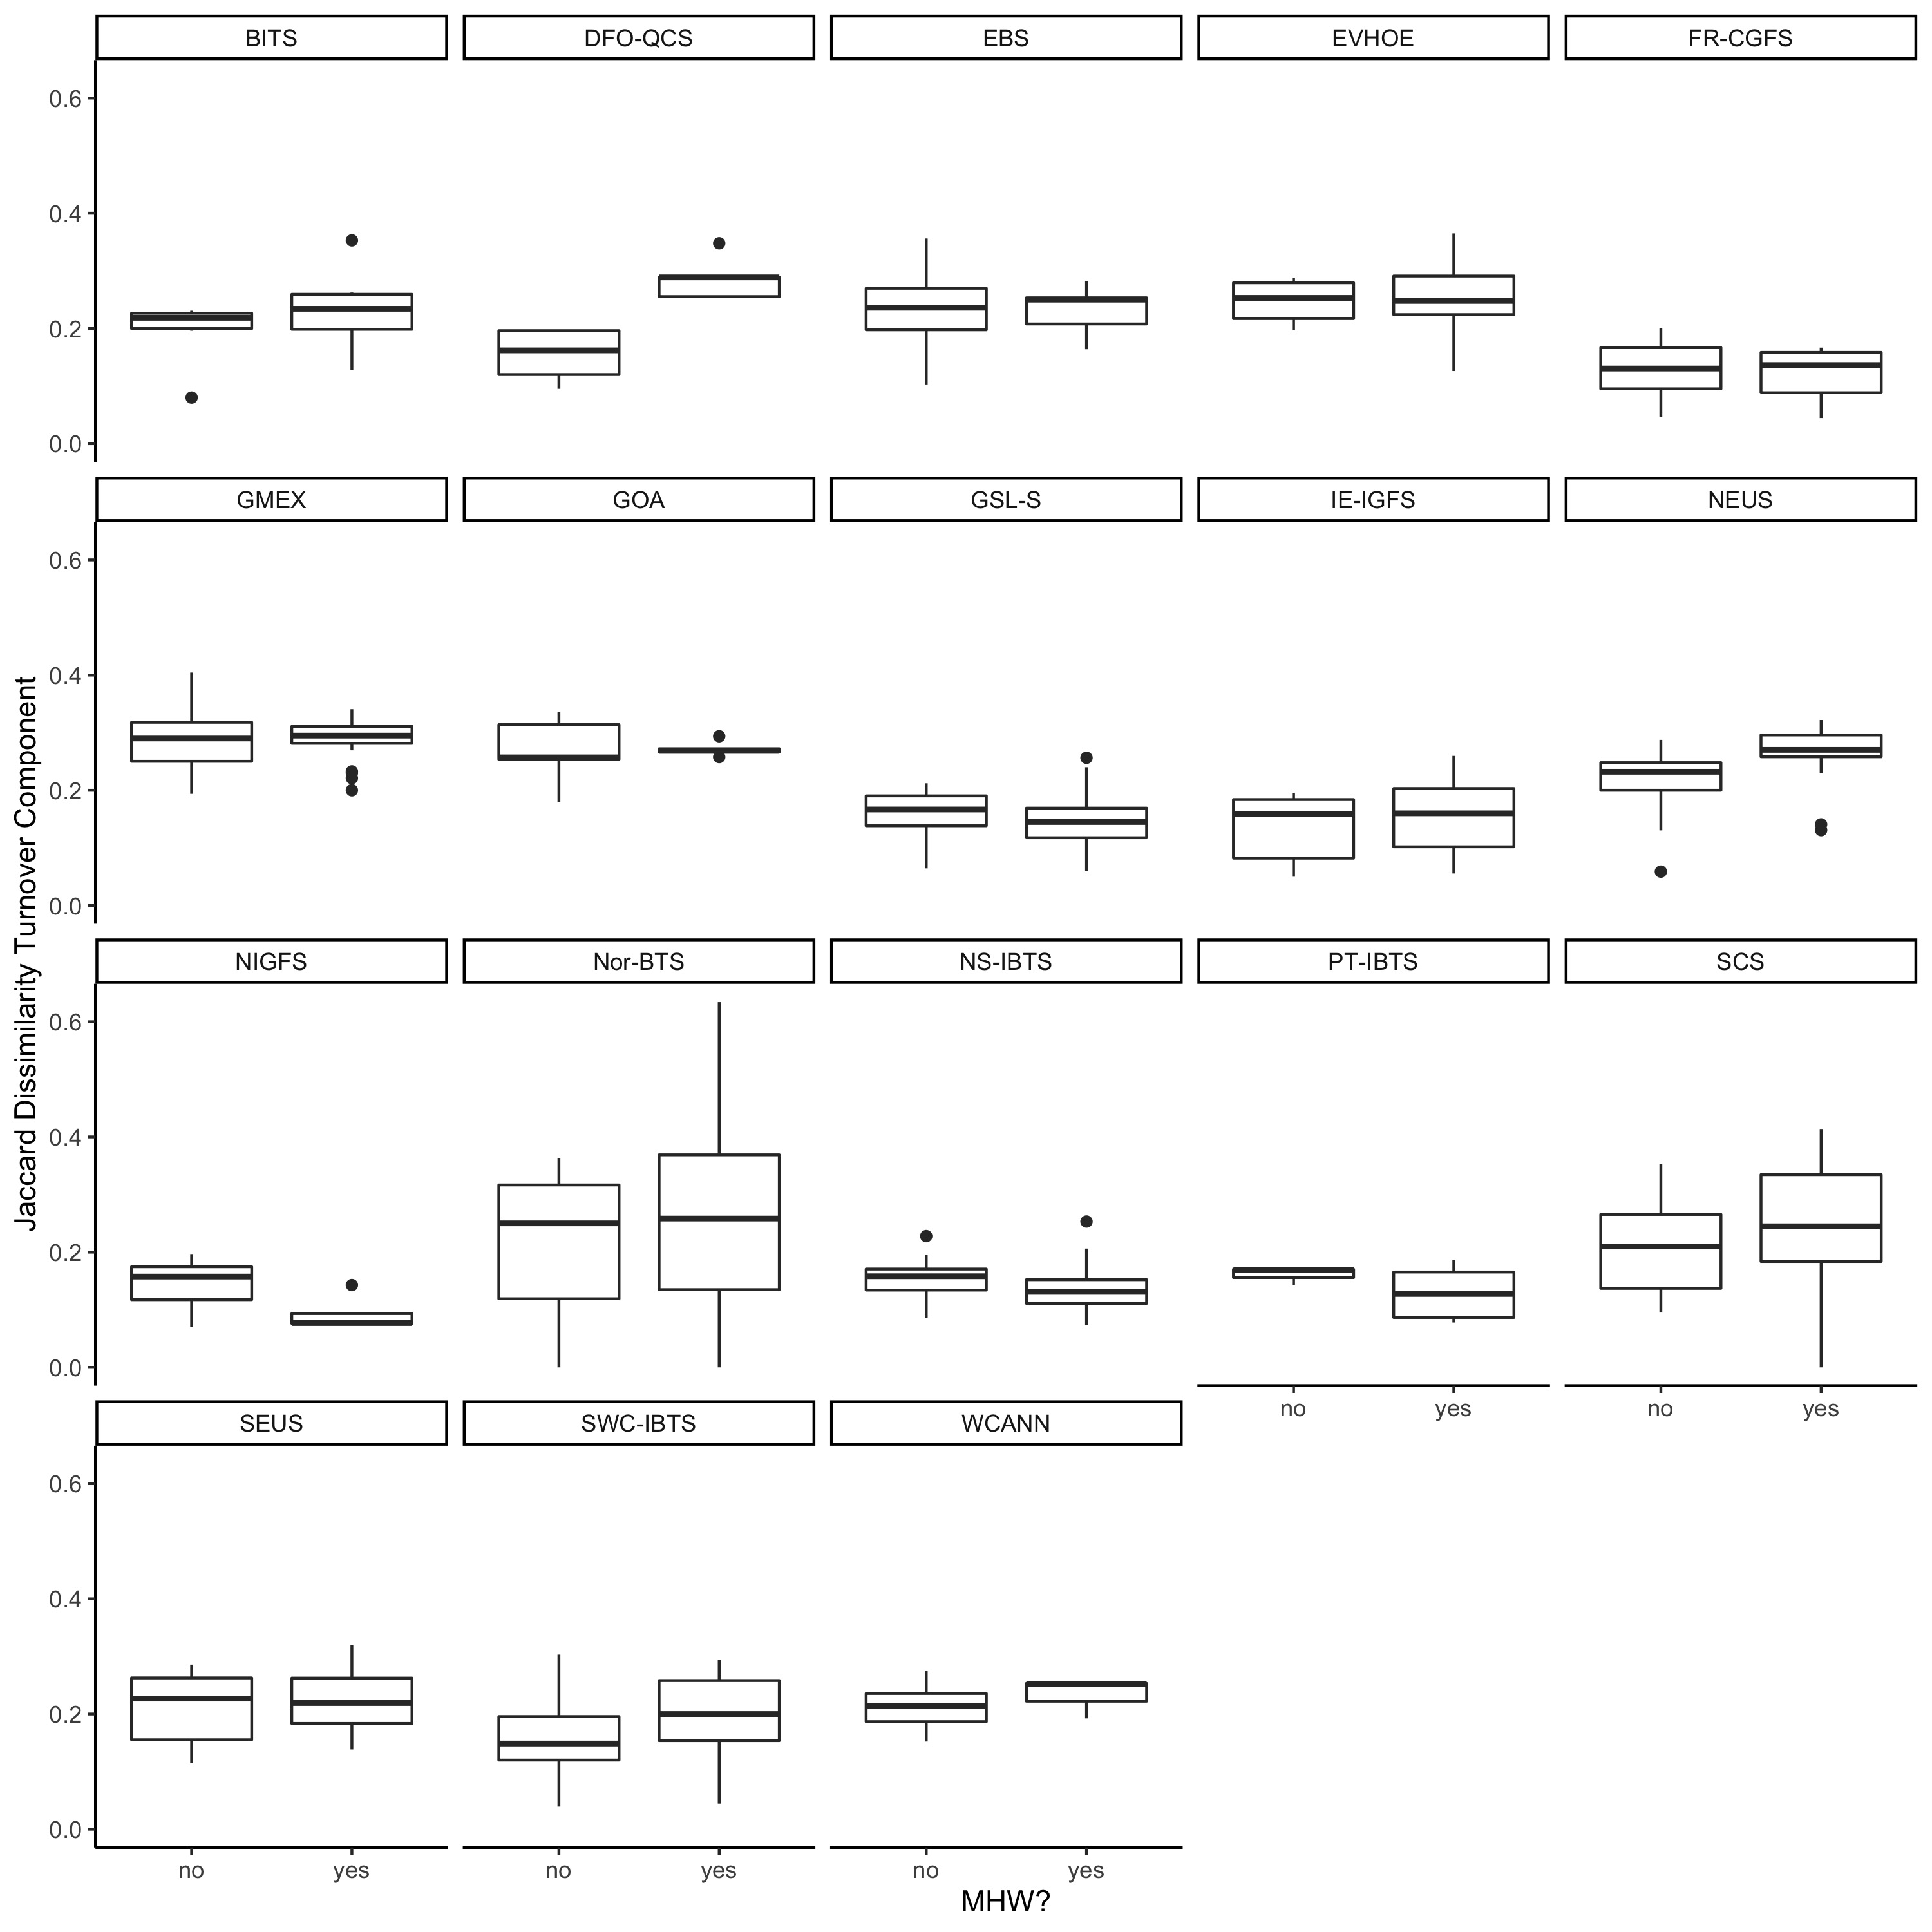 BITS DFO-QCS EBS EVHOE FR-CGFS
0.6
0.4
0.2
0.0
GMEX GOA GSL-S IE-IGFS NEUS
0.6
0.4
0.2
0.0
Jaccard Dissimilarity Turnover Component
NIGFS Nor-BTS NS-IBTS PT-IBTS SCS
0.6
0.4
0.2
0.0
no yes no yes
SEUS SWC-IBTS WCANN
0.6
0.4
0.2
0.0
no yes no yes no yes
MHW?